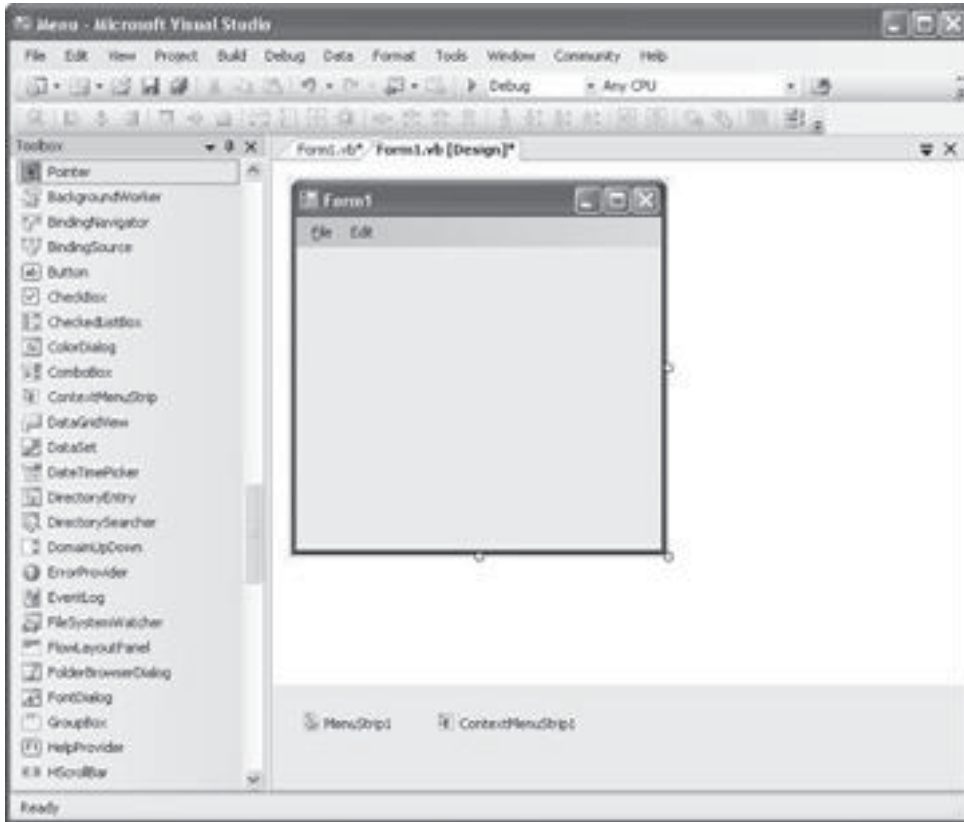 Menu - Microsoft Visual Studio
File Edit View Project Build Debug Data Format Tools Window Community Help
Debug Any CPU
Toolbox
Form1.vb* Form1.vb [Design]*
Pointer
BackgroundWorker
BindingNavigator
BindingSource
Button
CheckBox
CheckedListBox
ColorDialog
ComboBox
ContextMenuStrip
DataGridView
DataSet
DateTimePicker
DirectoryEntry
DirectorySearcher
DomainUpDown
ErrorProvider
EventLog
FileSystemWatcher
FlowLayoutPanel
FolderBrowserDialog
FontDialog
GroupBox
HelpProvider
HScrollBar
Form1
File Edit
MenuStrip1 ContextMenuStrip1
Ready